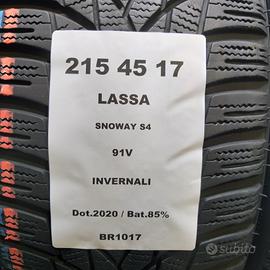 215 45 17
LASSA
SNOWAY S4
91V
INVERNALI
Dot.2020 / Bat.85%
BR1017
subito